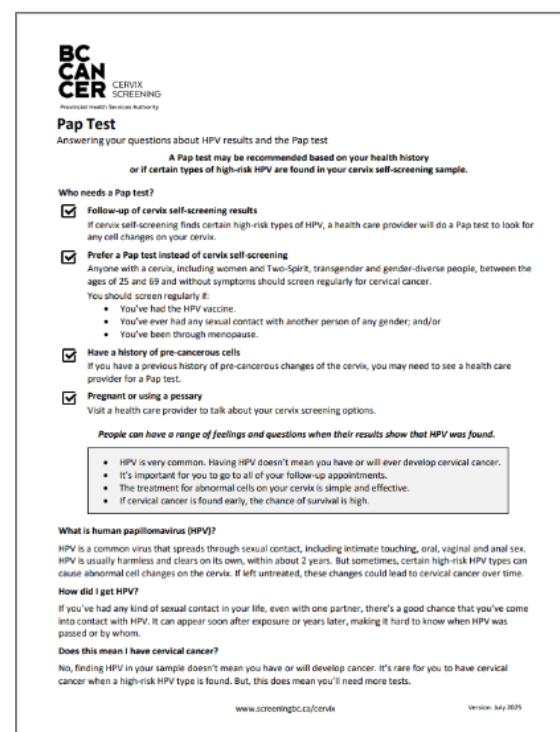 BC
CAN
CER
CERVIX
SCREENING
Provincial Health Services Authority
Pap Test
Answering your questions about HPV results and the Pap test
A Pap test may be recommended based on your health history
or if certain types of high-risk HPV are found in your cervix self-screening sample.
Who needs a Pap test?
Follow-up of cervix self-screening results
If cervix self-screening finds certain high-risk types of HPV, a health care provider will do a Pap test to look for
any cell changes on your cervix.
Prefer a Pap test instead of cervix self-screening
Anyone with a cervix, including women and Two-Spirit, transgender and gender-diverse people, between the
ages of 25 and 69 and without symptoms should screen regularly for cervical cancer.
You should screen regularly if:
• You've had the HPV vaccine.
• You've ever had any sexual contact with another person of any gender; and/or
• You've been through menopause.
Have a history of pre-cancerous cells
If you have a previous history of pre-cancerous changes of the cervix, you may need to see a health care
provider for a Pap test.
Pregnant or using a pessary
Visit a health care provider to talk about your cervix screening options.
People can have a range of feelings and questions when their results show that HPV was found.
• HPV is very common. Having HPV doesn't mean you have or will ever develop cervical cancer.
• It's important for you to go to all of your follow-up appointments.
• The treatment for abnormal cells on your cervix is simple and effective.
• If cervical cancer is found early, the chance of survival is high.
What is human papillomavirus (HPV)?
HPV is a common virus that spreads through sexual contact, including intimate touching, oral, vaginal and anal sex.
HPV is usually harmless and clears on its own, within about 2 years. But sometimes, certain high-risk HPV types can
cause abnormal cell changes on the cervix. If left untreated, these changes could lead to cervical cancer over time.
How did I get HPV?
If you've had any kind of sexual contact in your life, even with one partner, there's a good chance that you've come
into contact with HPV. It can appear soon after exposure or years later, making it hard to know when HPV was
passed or by whom.
Does this mean I have cervical cancer?
No, finding HPV in your sample doesn't mean you have or will develop cancer. It's rare for you to have cervical
cancer when a high-risk HPV type is found. But, this does mean you'll need more tests.
www.screeningbc.ca/cervix
Version: July 2025